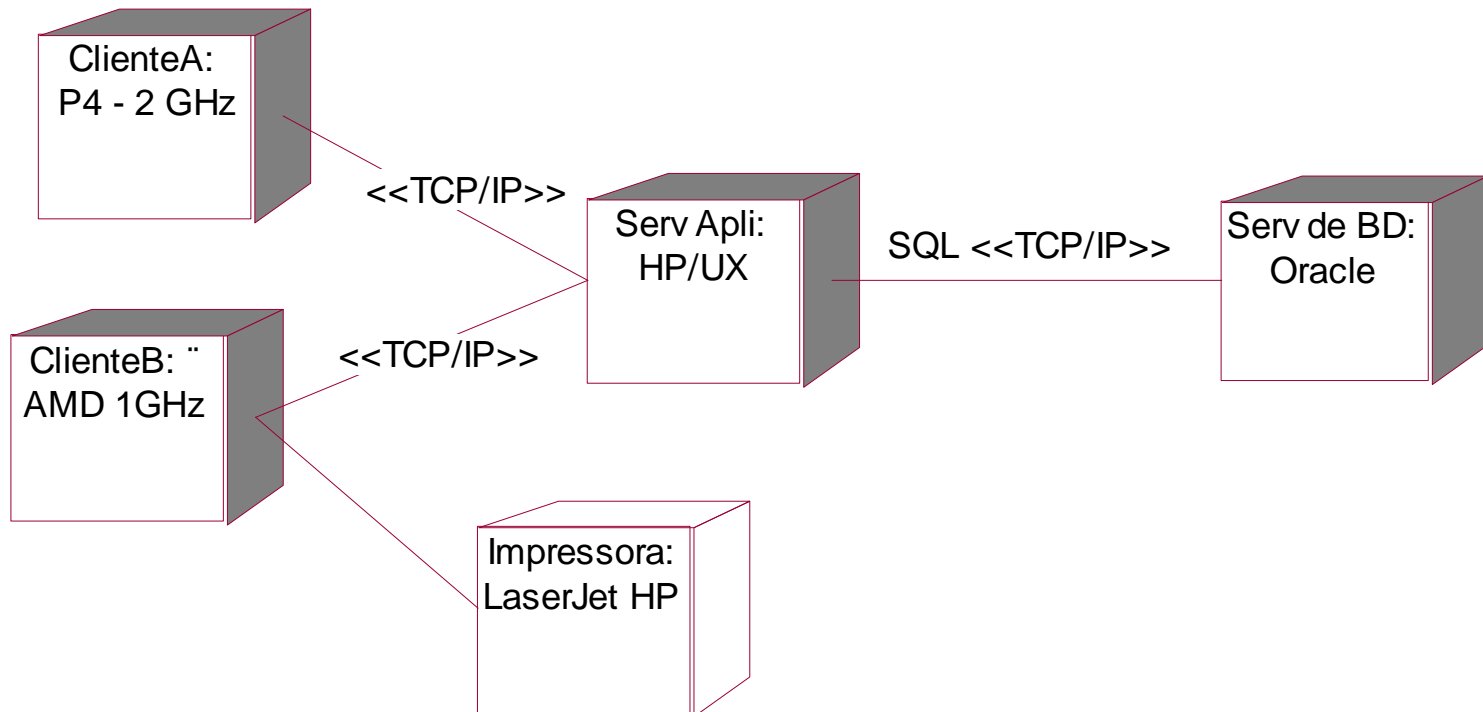 ClienteA:
P4 - 2 GHz
<<TCP/IP>>
Serv Apli:
HP/UX
SQL <<TCP/IP>>
Serv de BD:
Oracle
ClienteB: ¨
AMD 1GHz
<<TCP/IP>>
Impressora:
LaserJet HP